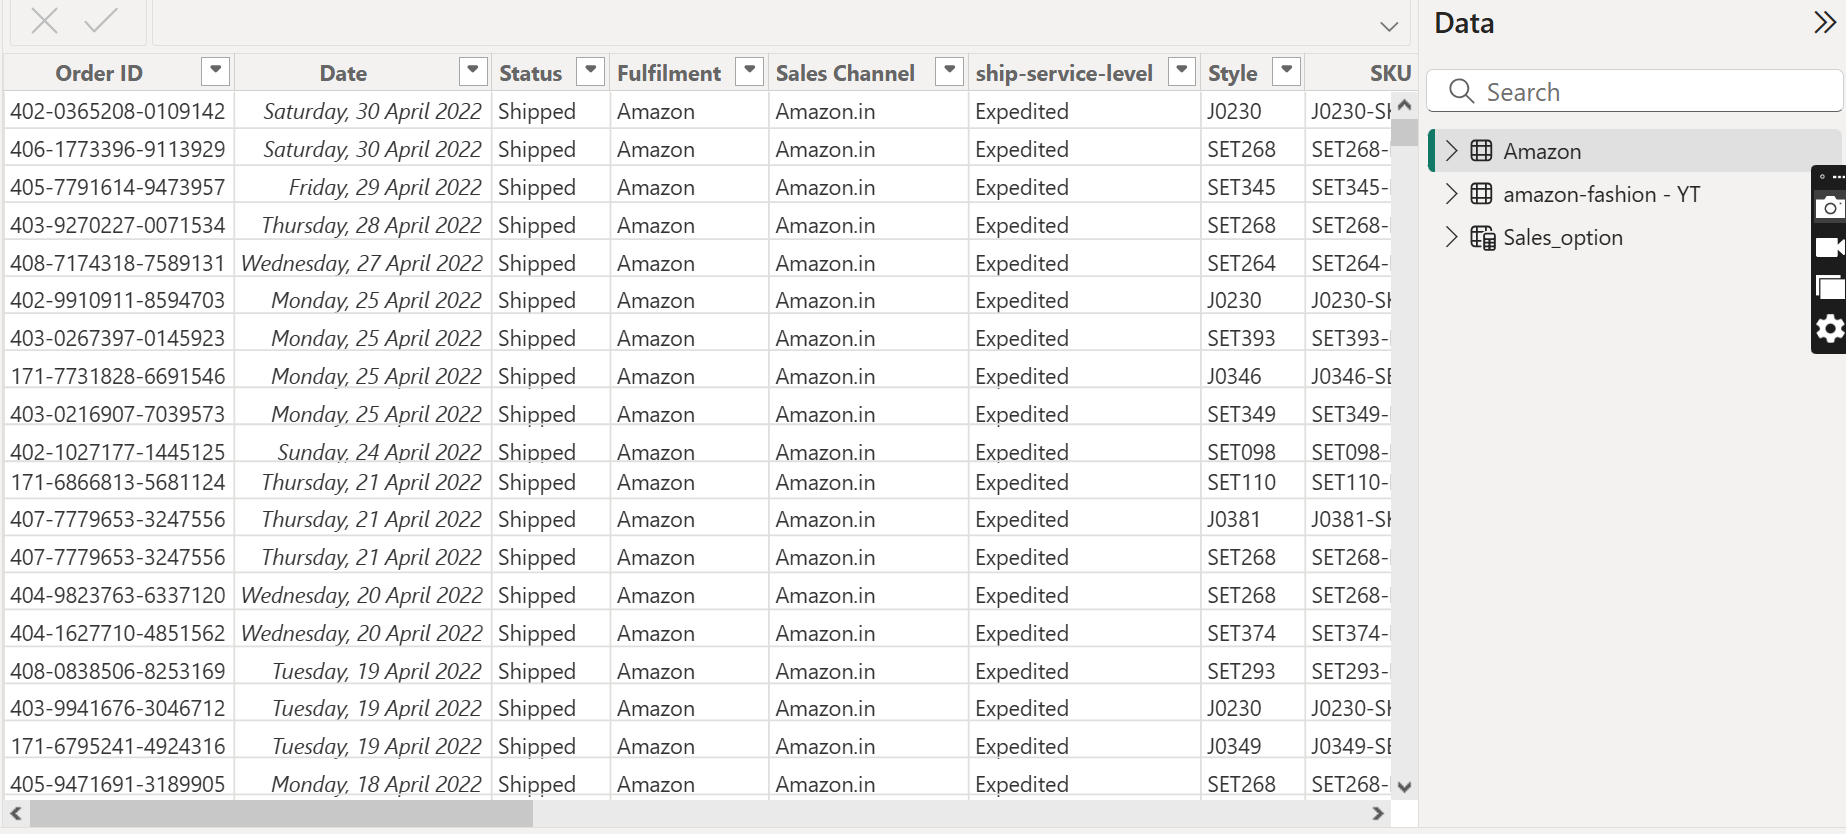 Order ID Date Status Fulfilment Sales Channel ship-service-level Style SKU
402-0365208-0109142 Saturday, 30 April 2022 Shipped Amazon Amazon.in Expedited J0230 J0230-SK
406-1773396-9113929 Saturday, 30 April 2022 Shipped Amazon Amazon.in Expedited SET268 SET268-
405-7791614-9473957 Friday, 29 April 2022 Shipped Amazon Amazon.in Expedited SET345 SET345-
403-9270227-0071534 Thursday, 28 April 2022 Shipped Amazon Amazon.in Expedited SET268 SET268-
408-7174318-7589131 Wednesday, 27 April 2022 Shipped Amazon Amazon.in Expedited SET264 SET264-
402-9910911-8594703 Monday, 25 April 2022 Shipped Amazon Amazon.in Expedited J0230 J0230-SK
403-0267397-0145923 Monday, 25 April 2022 Shipped Amazon Amazon.in Expedited SET393 SET393-
171-7731828-6691546 Monday, 25 April 2022 Shipped Amazon Amazon.in Expedited J0346 J0346-SE
403-0216907-7039573 Monday, 25 April 2022 Shipped Amazon Amazon.in Expedited SET349 SET349-
402-1027177-1445125 Sunday, 24 April 2022 Shipped Amazon Amazon.in Expedited SET098 SET098-
171-6866813-5681124 Thursday, 21 April 2022 Shipped Amazon Amazon.in Expedited SET110 SET110-
407-7779653-3247556 Thursday, 21 April 2022 Shipped Amazon Amazon.in Expedited J0381 J0381-SK
407-7779653-3247556 Thursday, 21 April 2022 Shipped Amazon Amazon.in Expedited SET268 SET268-
404-9823763-6337120 Wednesday, 20 April 2022 Shipped Amazon Amazon.in Expedited SET268 SET268-
404-1627710-4851562 Wednesday, 20 April 2022 Shipped Amazon Amazon.in Expedited SET374 SET374-
408-0838506-8253169 Tuesday, 19 April 2022 Shipped Amazon Amazon.in Expedited SET293 SET293-
403-9941676-3046712 Tuesday, 19 April 2022 Shipped Amazon Amazon.in Expedited J0230 J0230-SK
171-6795241-4924316 Tuesday, 19 April 2022 Shipped Amazon Amazon.in Expedited J0349 J0349-SE
405-9471691-3189905 Monday, 18 April 2022 Shipped Amazon Amazon.in Expedited SET268 SET268-
Data
Search
Amazon
amazon-fashion - YT
Sales_option